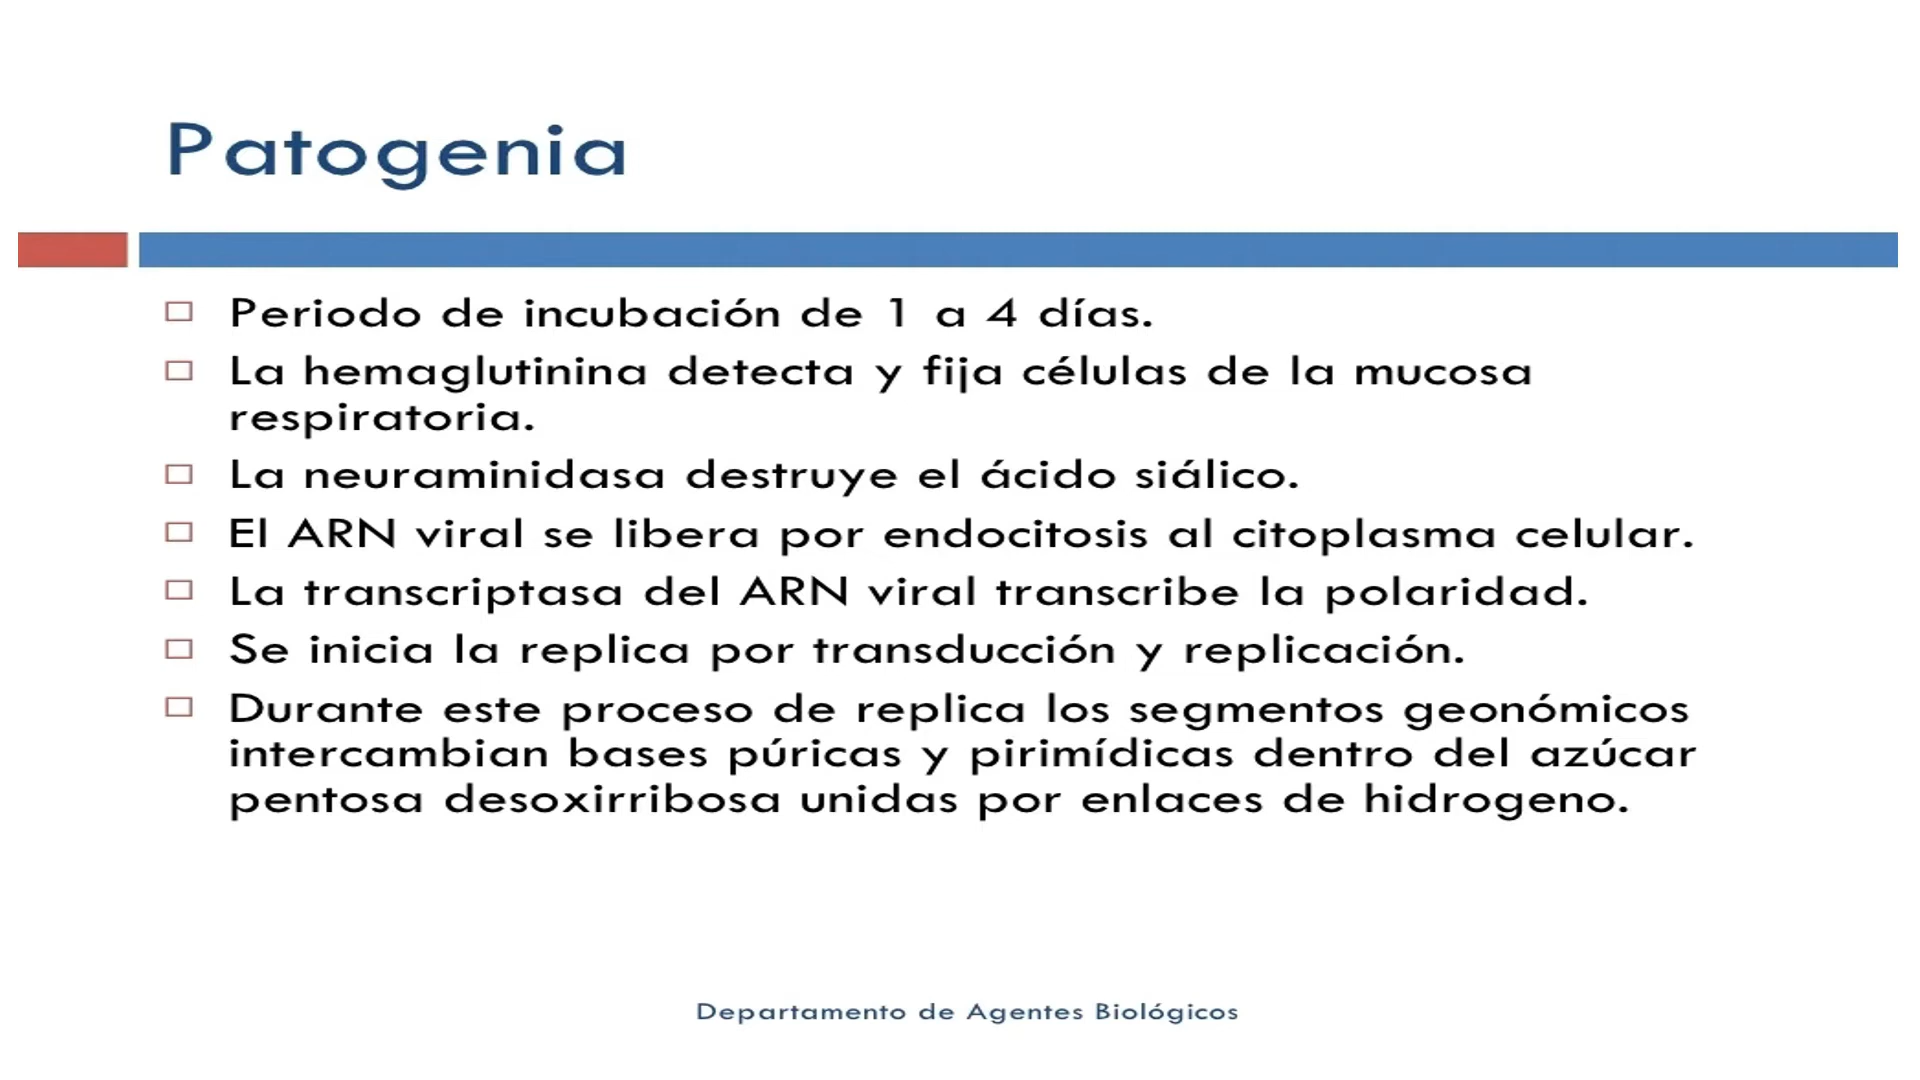 Patogenia
Periodo de incubación de 1 a 4 días.
La hemaglutinina detecta y fija células de la mucosa
respiratoria.
La neuraminidasa destruye el ácido siálico.
El ARN viral se libera por endocitosis al citoplasma celular.
La transcriptasa del ARN viral transcribe la polaridad.
Se inicia la replica por transducción y replicación.
Durante este proceso de replica los segmentos geonómicos
intercambian bases púricas y pirimídicas dentro del azúcar
pentosa desoxirribosa unidas por enlaces de hidrogeno.
Departamento de Agentes Biológicos